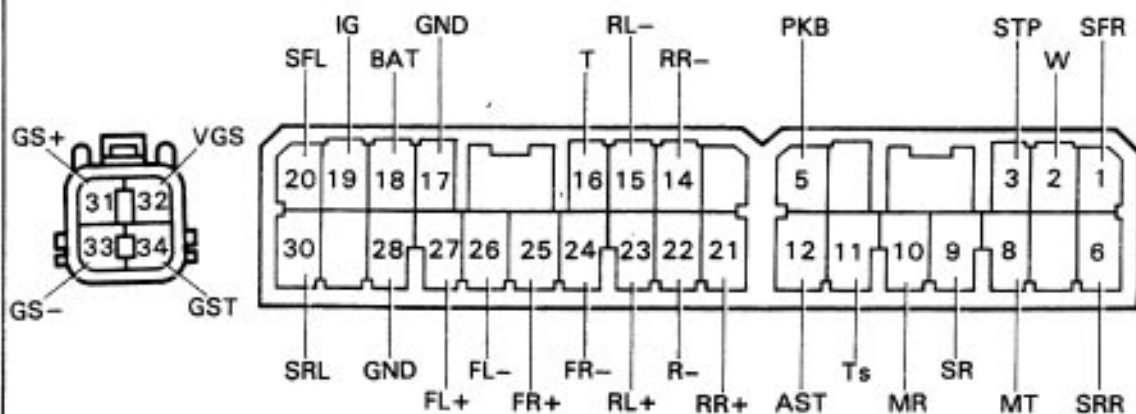 IG GND RL− PKB STP SFR
SFL BAT T RR− W
GS+ VGS
20 19 18 17 16 15 14 5 3 2 1
31 32
33 34
30 28 27 26 25 24 23 22 21 12 11 10 9 8 6
GS− GST
SRL GND FL− FR− R− Ts SR
FL+ FR+ RL+ RR+ AST MR MT SRR